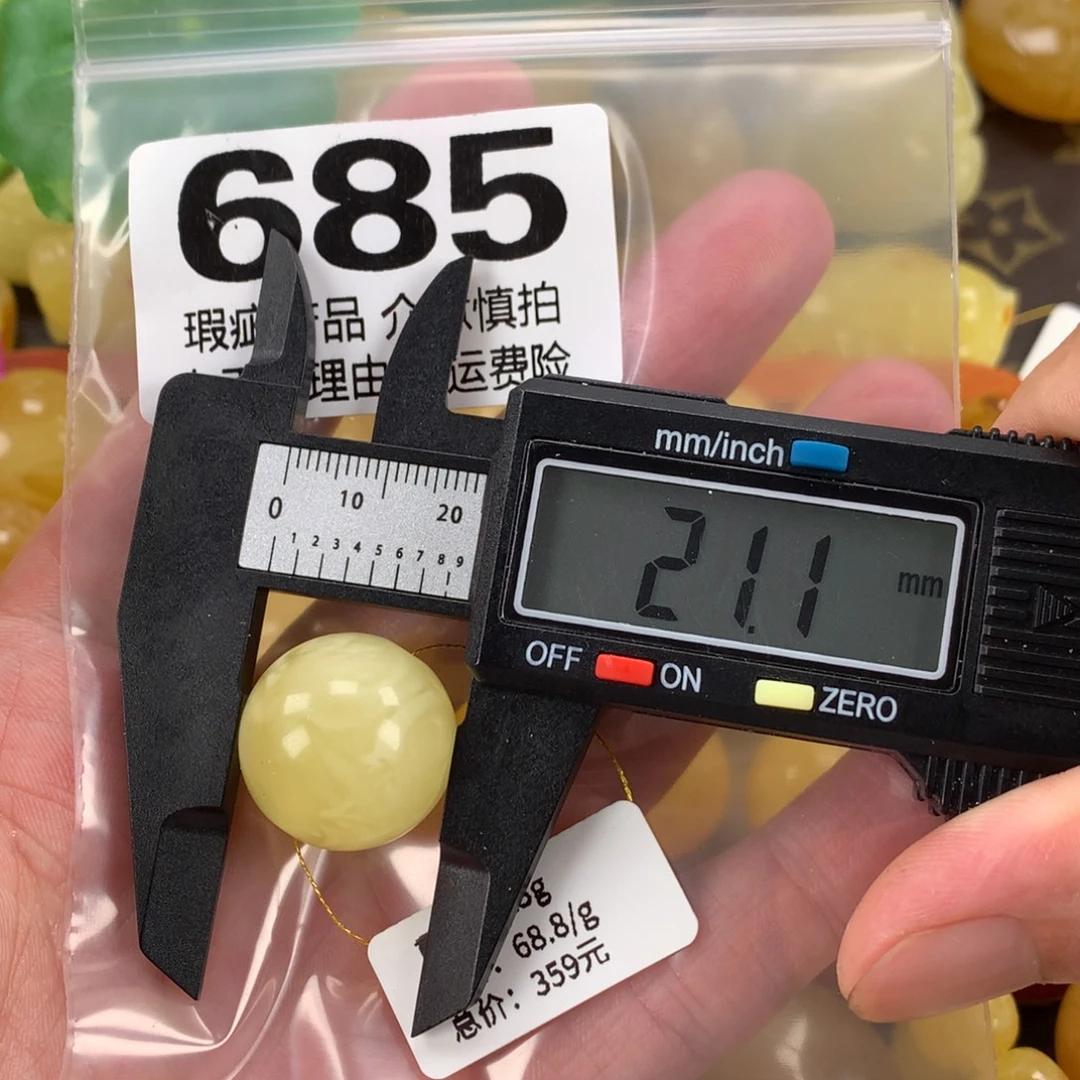 685
瑕疵 品 介 慎拍
理由 运费险
mm/inch
0 10 20
1 2 3 4 5 6 7 8 9
21.1 mm
OFF ON ZERO
g
: 68.8/g
总价: 359元